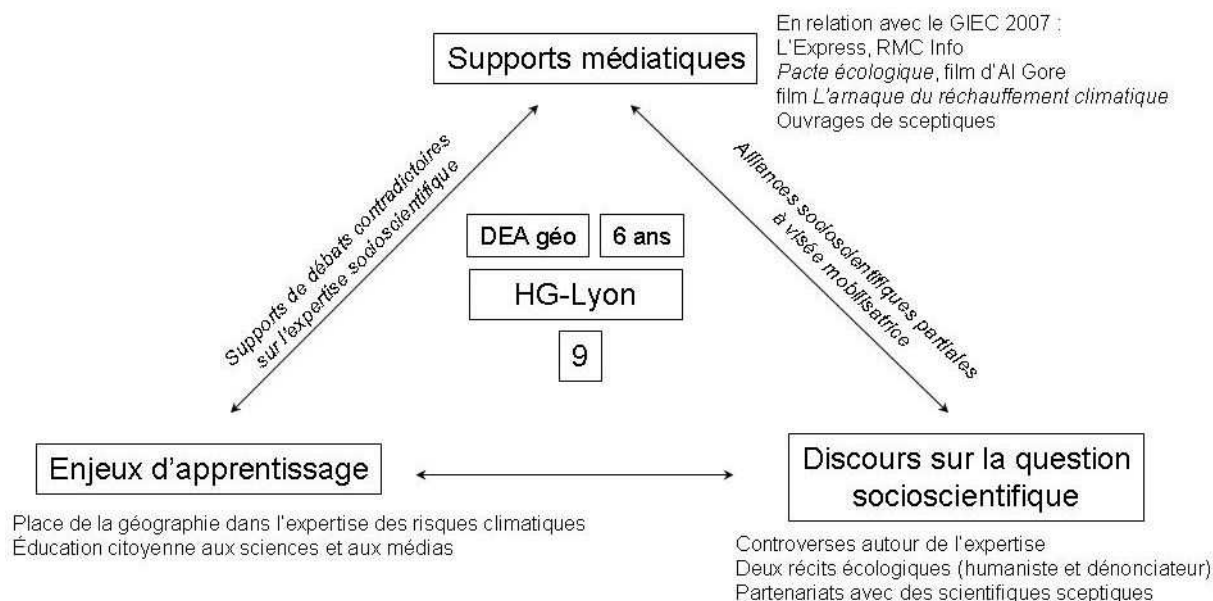 En relation avec le GIEC 2007 :
L'Express, RMC Info
Pacte écologique, film d'Al Gore
film L'arnaque du réchauffement climatique
Ouvrages de sceptiques
Supports médiatiques
Supports de débats contradictoires
sur l'expertise socioscientifique
Alliances socioscientifiques partiales
à visée mobilisatrice
DEA géo
6 ans
HG-Lyon
9
Enjeux d'apprentissage
Place de la géographie dans l'expertise des risques climatiques
Éducation citoyenne aux sciences et aux médias
Discours sur la question
socioscientifique
Controverses autour de l'expertise
Deux récits écologiques (humaniste et dénonciateur)
Partenariats avec des scientifiques sceptiques